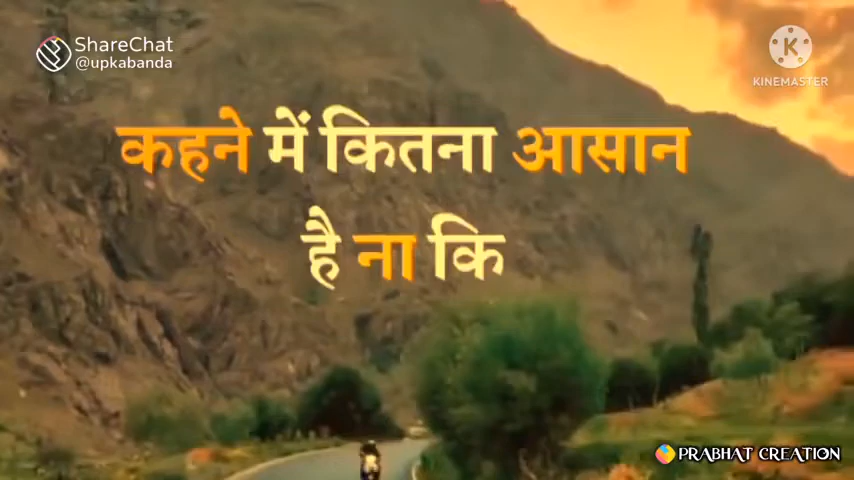 ShareChat
@upkabanda
K
KINEMASTER
कहने में कितना आसान
है ना कि
PRABHAT CREATION